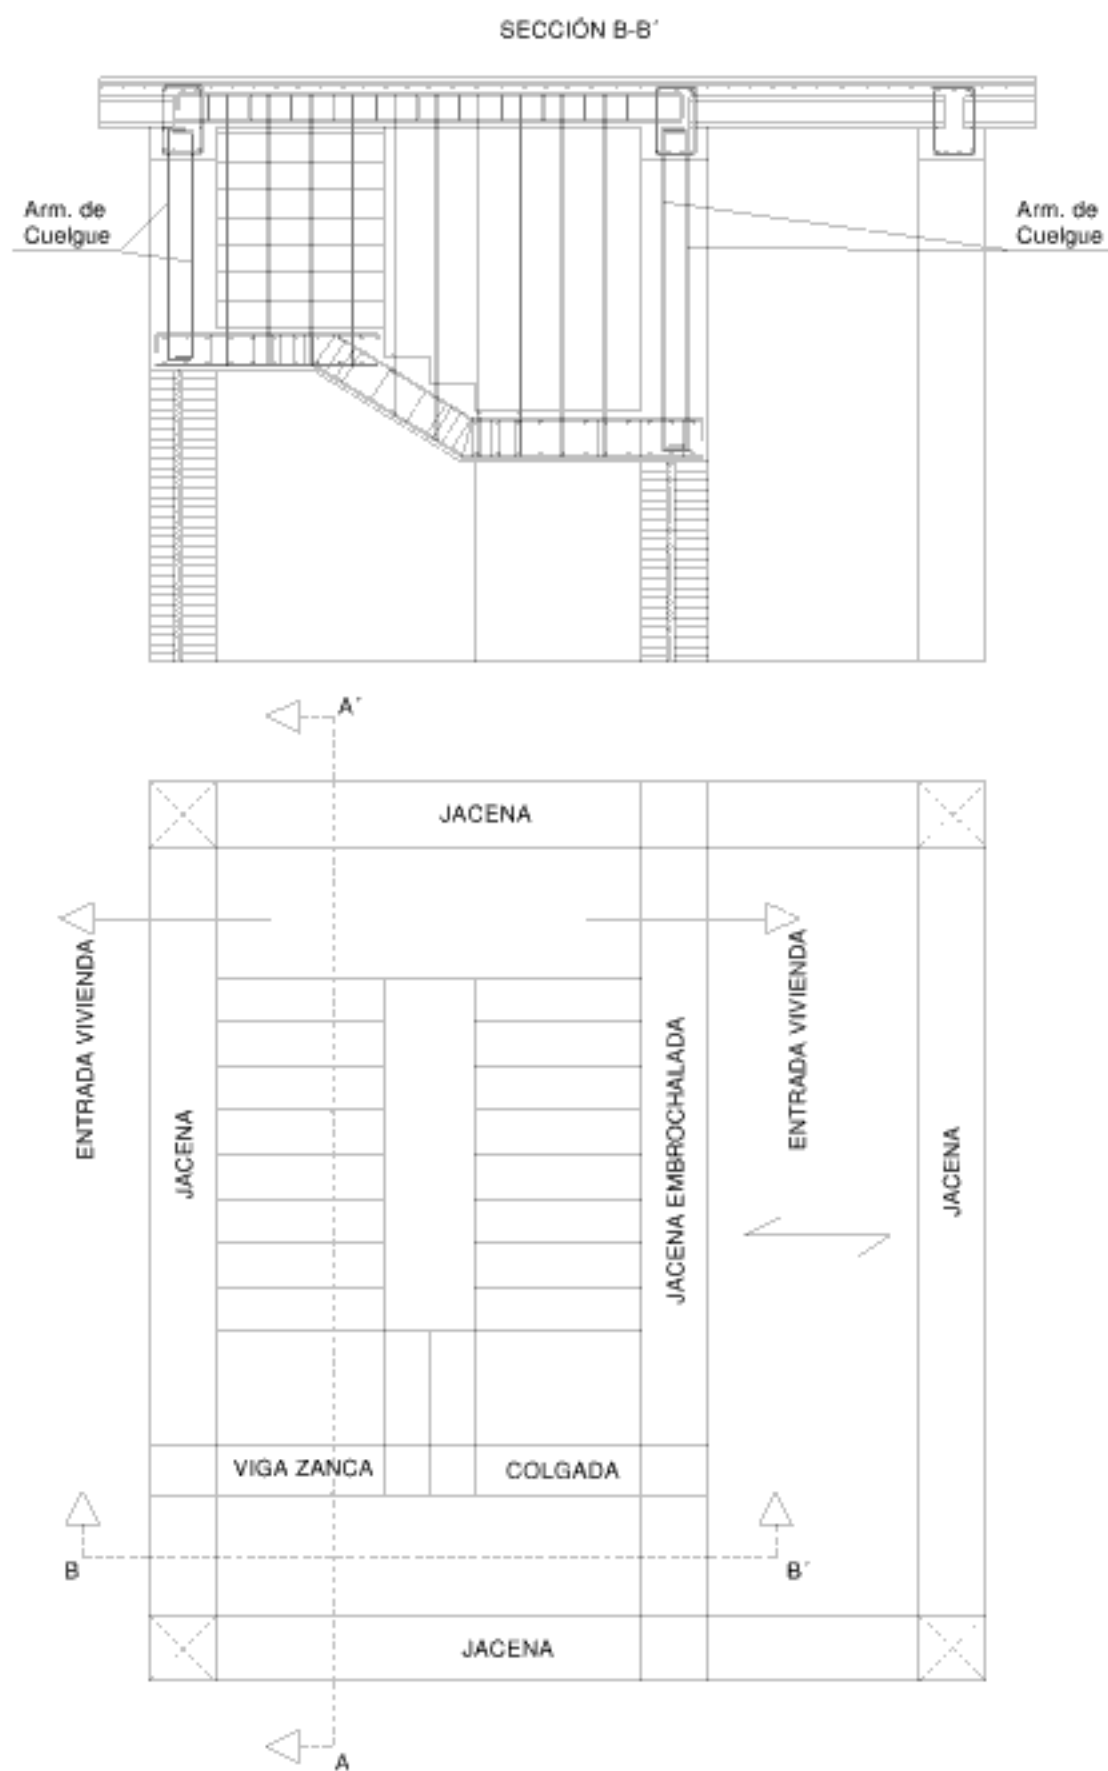 SECCIÓN B-B´
Arm. de
Cuelgue
Arm. de
Cuelgue
A´
JACENA
ENTRADA VIVIENDA
JACENA
JACENA EMBROCHALADA
ENTRADA VIVIENDA
JACENA
VIGA ZANCA
COLGADA
B
B´
JACENA
A